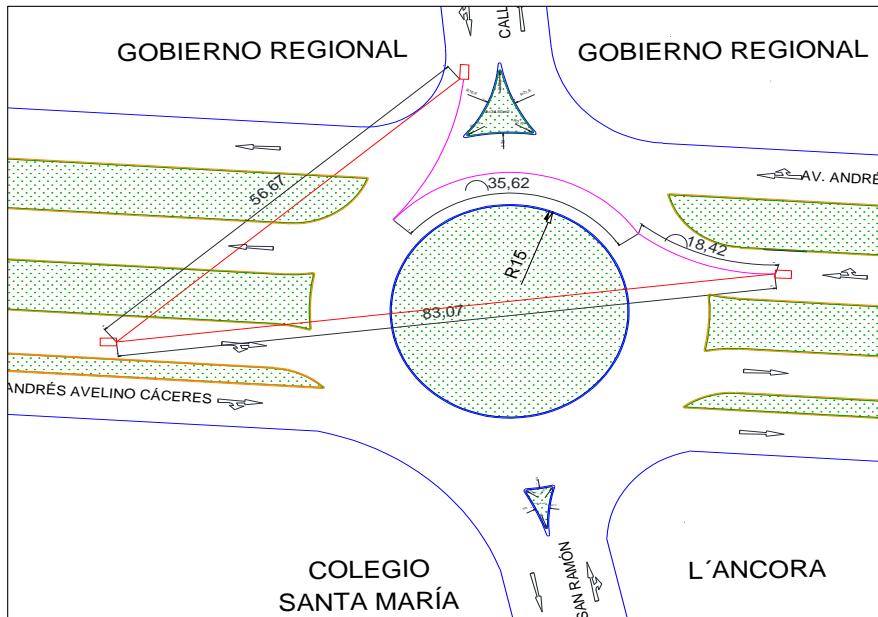 CALL
GOBIERNO REGIONAL
GOBIERNO REGIONAL
56,67
35,62
AV. ANDRÉ
18,42
R15
83,07
ANDRÉS AVELINO CÁCERES
SAN RAMÓN
COLEGIO
SANTA MARÍA
L´ANCORA